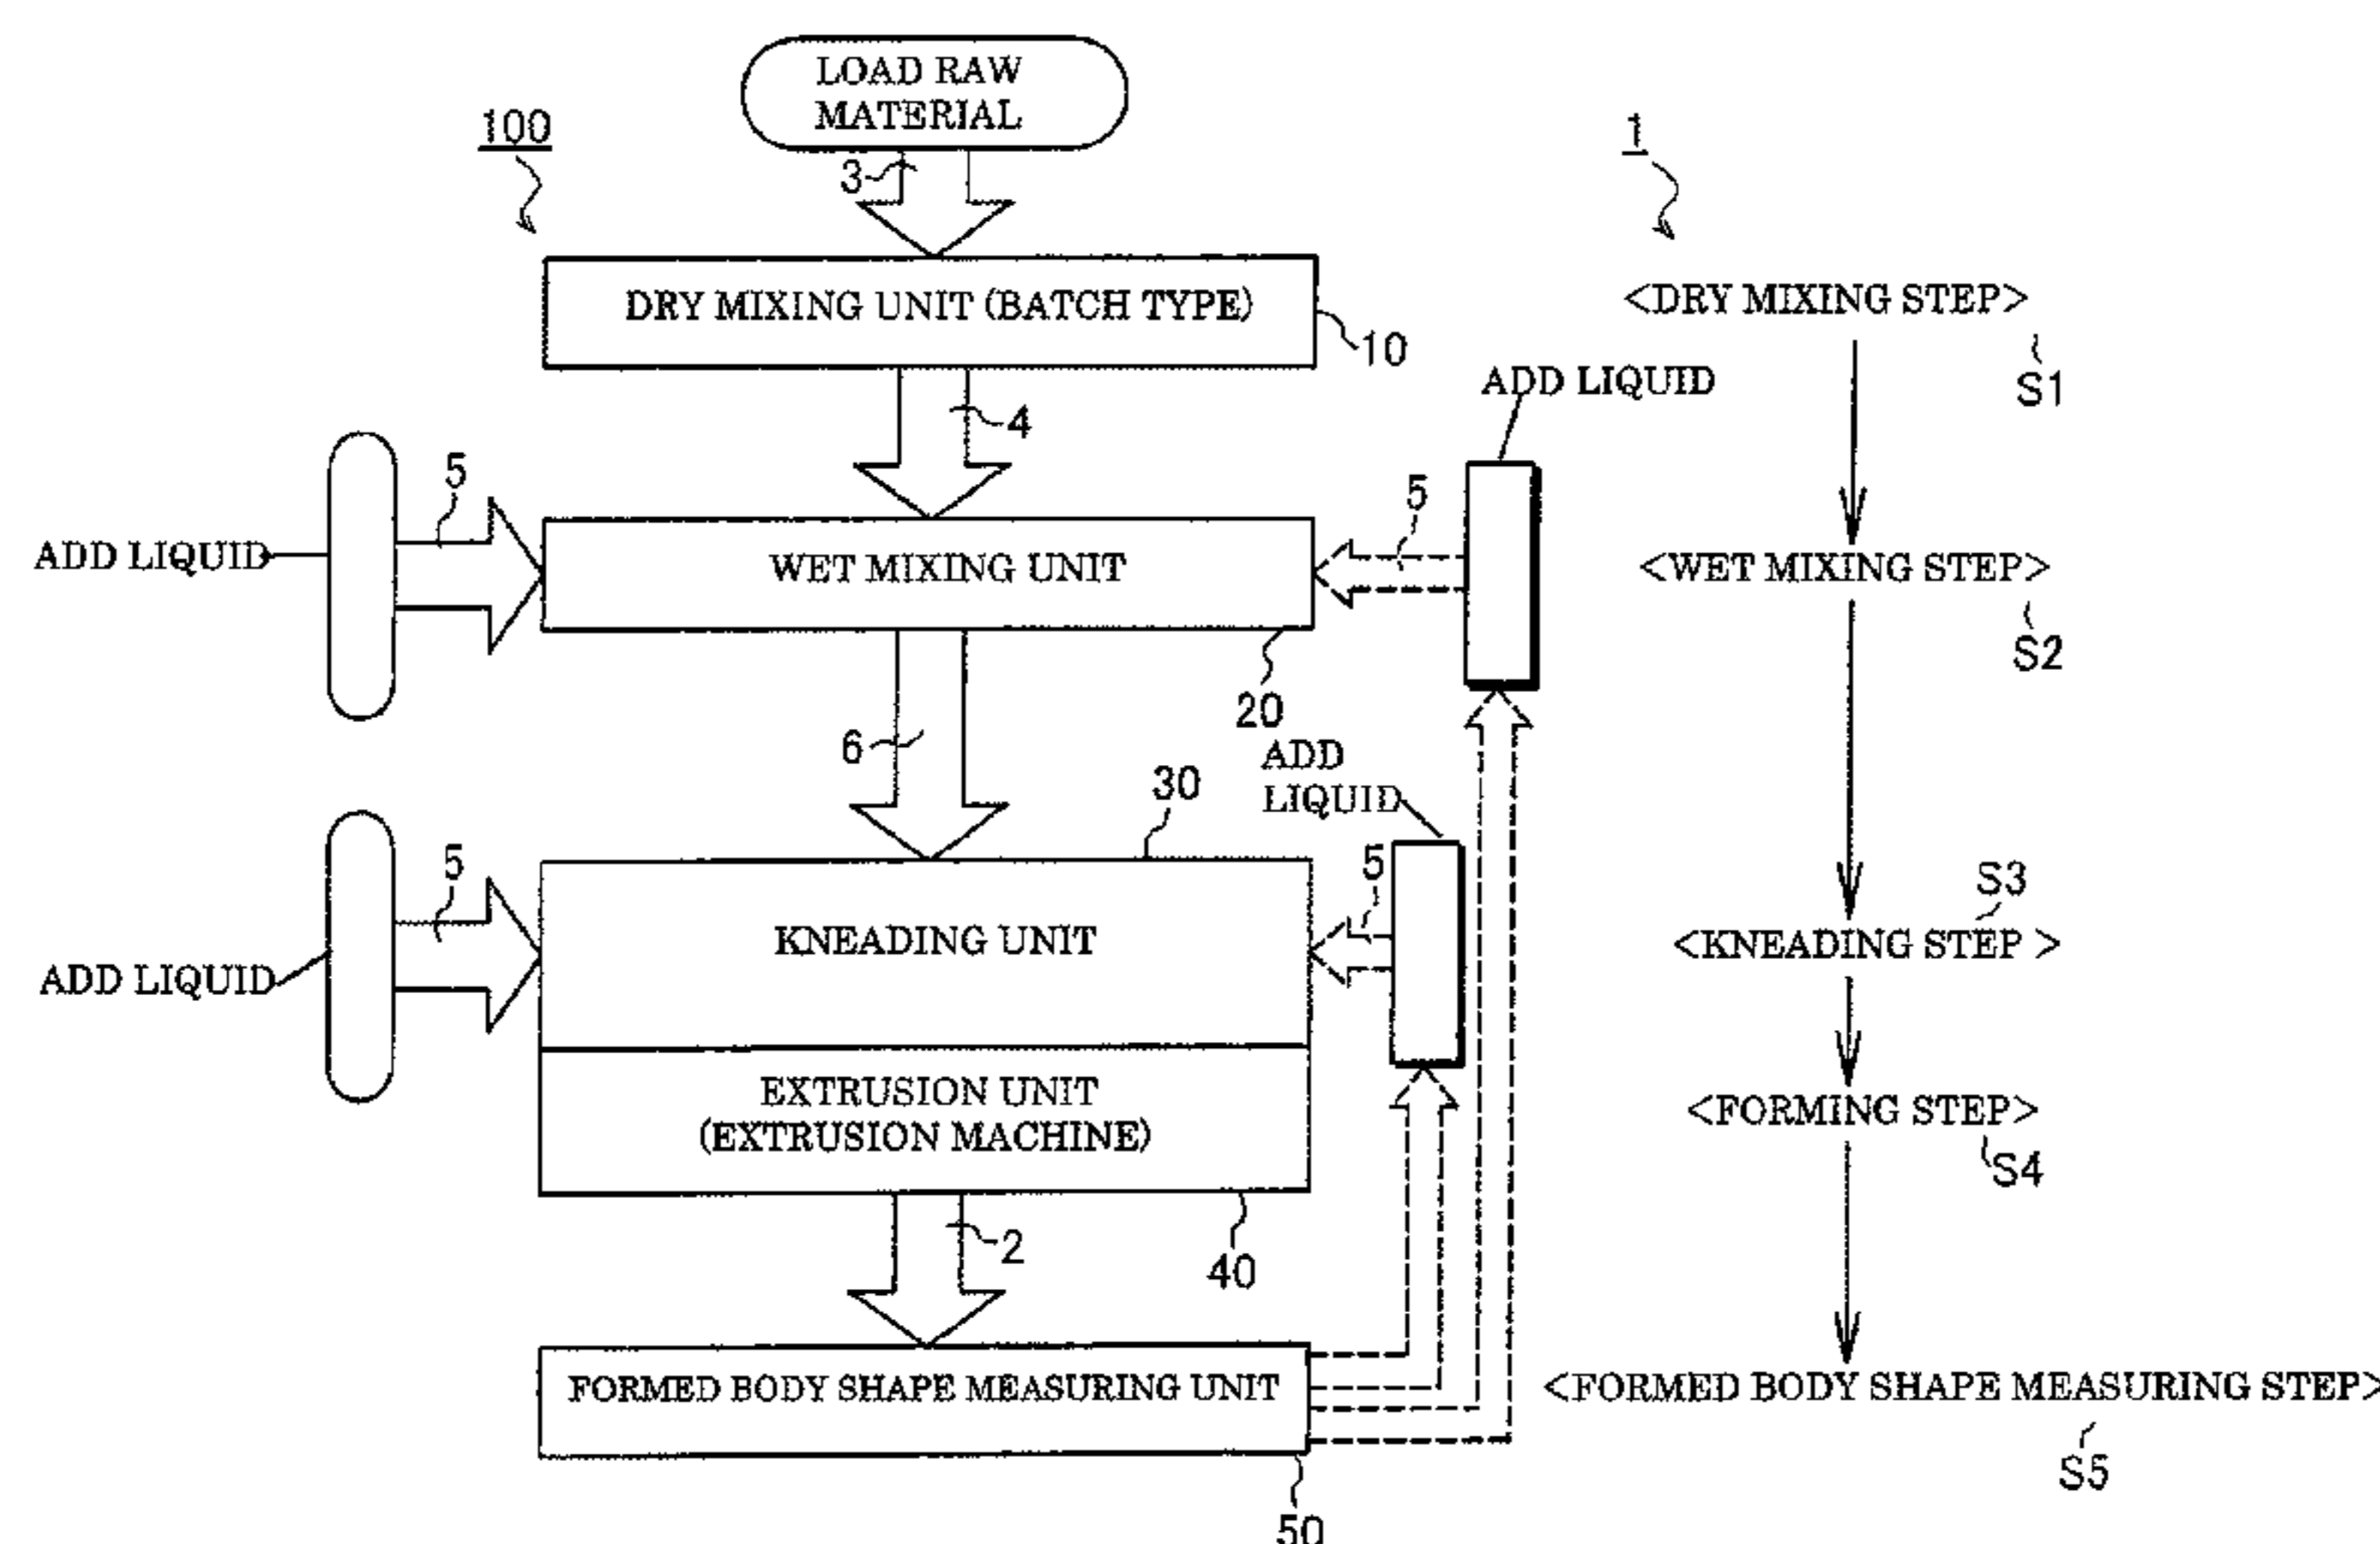 LOAD RAW
MATERIAL
100
1
3
DRY MIXING UNIT (BATCH TYPE)
10
<DRY MIXING STEP>
S1
4
ADD LIQUID
5
5
ADD LIQUID
WET MIXING UNIT
<WET MIXING STEP>
S2
20
6
ADD
LIQUID
30
5
5
S3
KNEADING UNIT
<KNEADING STEP >
ADD LIQUID
EXTRUSION UNIT
(EXTRUSION MACHINE)
<FORMING STEP>
S4
2
40
FORMED BODY SHAPE MEASURING UNIT
<FORMED BODY SHAPE MEASURING STEP>
S5
50